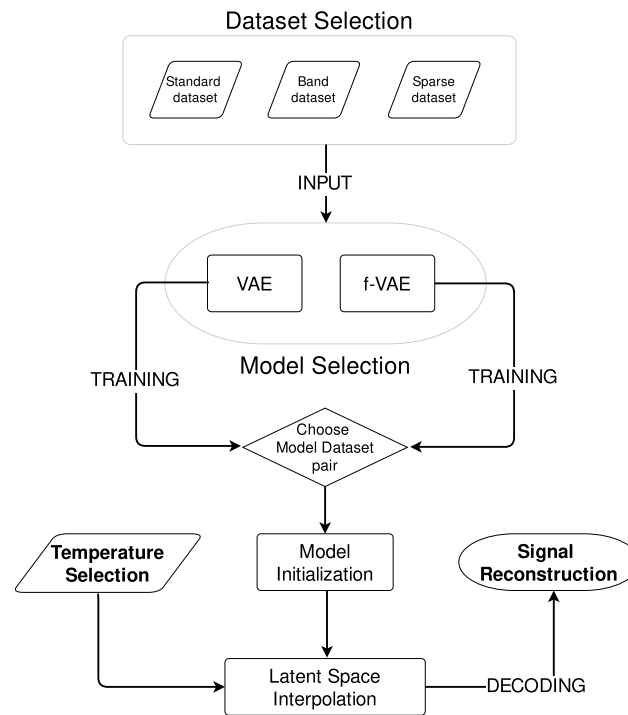 Dataset Selection
Standard
dataset
Band
dataset
Sparse
dataset
INPUT
VAE
f-VAE
Model Selection
TRAINING
TRAINING
Choose
Model Dataset
pair
Temperature
Selection
Model
Initialization
Signal
Reconstruction
Latent Space
Interpolation
DECODING